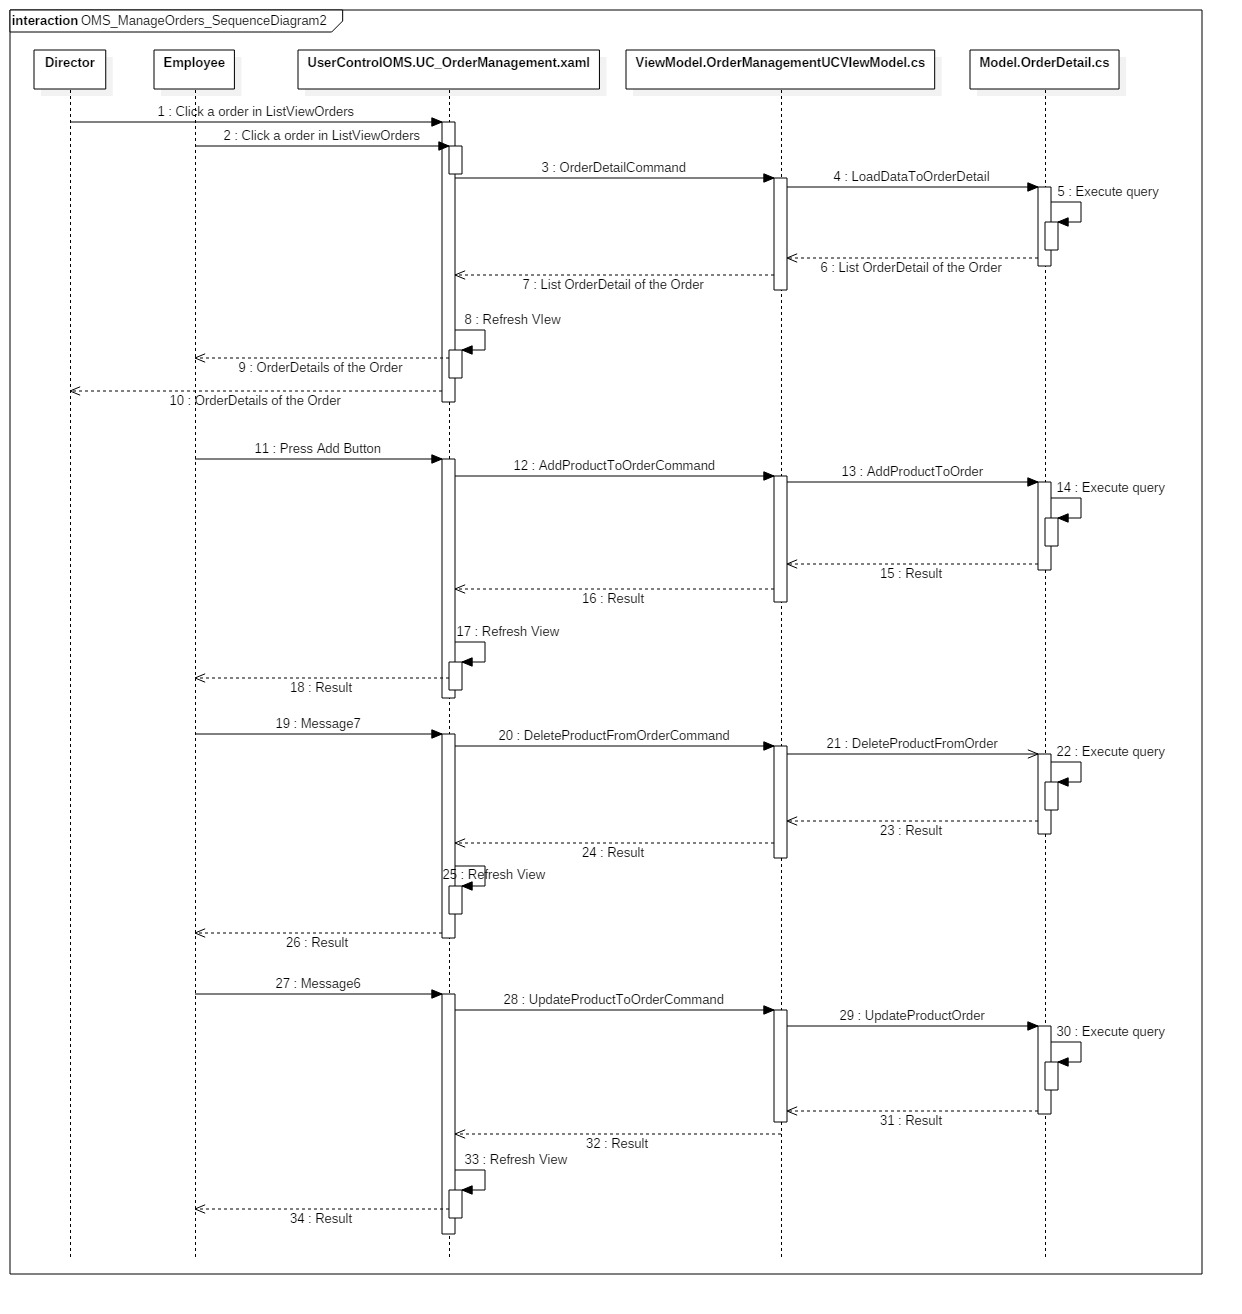 interaction OMS_ManageOrders_SequenceDiagram2
Director
Employee
UserControlOMS.UC_OrderManagement.xaml
ViewModel.OrderManagementUCVIewModel.cs
Model.OrderDetail.cs
1 : Click a order in ListViewOrders
2 : Click a order in ListViewOrders
3 : OrderDetailCommand
4 : LoadDataToOrderDetail
5 : Execute query
6 : List OrderDetail of the Order
7 : List OrderDetail of the Order
8 : Refresh VIew
9 : OrderDetails of the Order
10 : OrderDetails of the Order
11 : Press Add Button
12 : AddProductToOrderCommand
13 : AddProductToOrder
14 : Execute query
15 : Result
16 : Result
17 : Refresh View
18 : Result
19 : Message7
20 : DeleteProductFromOrderCommand
21 : DeleteProductFromOrder
22 : Execute query
23 : Result
24 : Result
25 : Refresh View
26 : Result
27 : Message6
28 : UpdateProductToOrderCommand
29 : UpdateProductOrder
30 : Execute query
31 : Result
32 : Result
33 : Refresh View
34 : Result